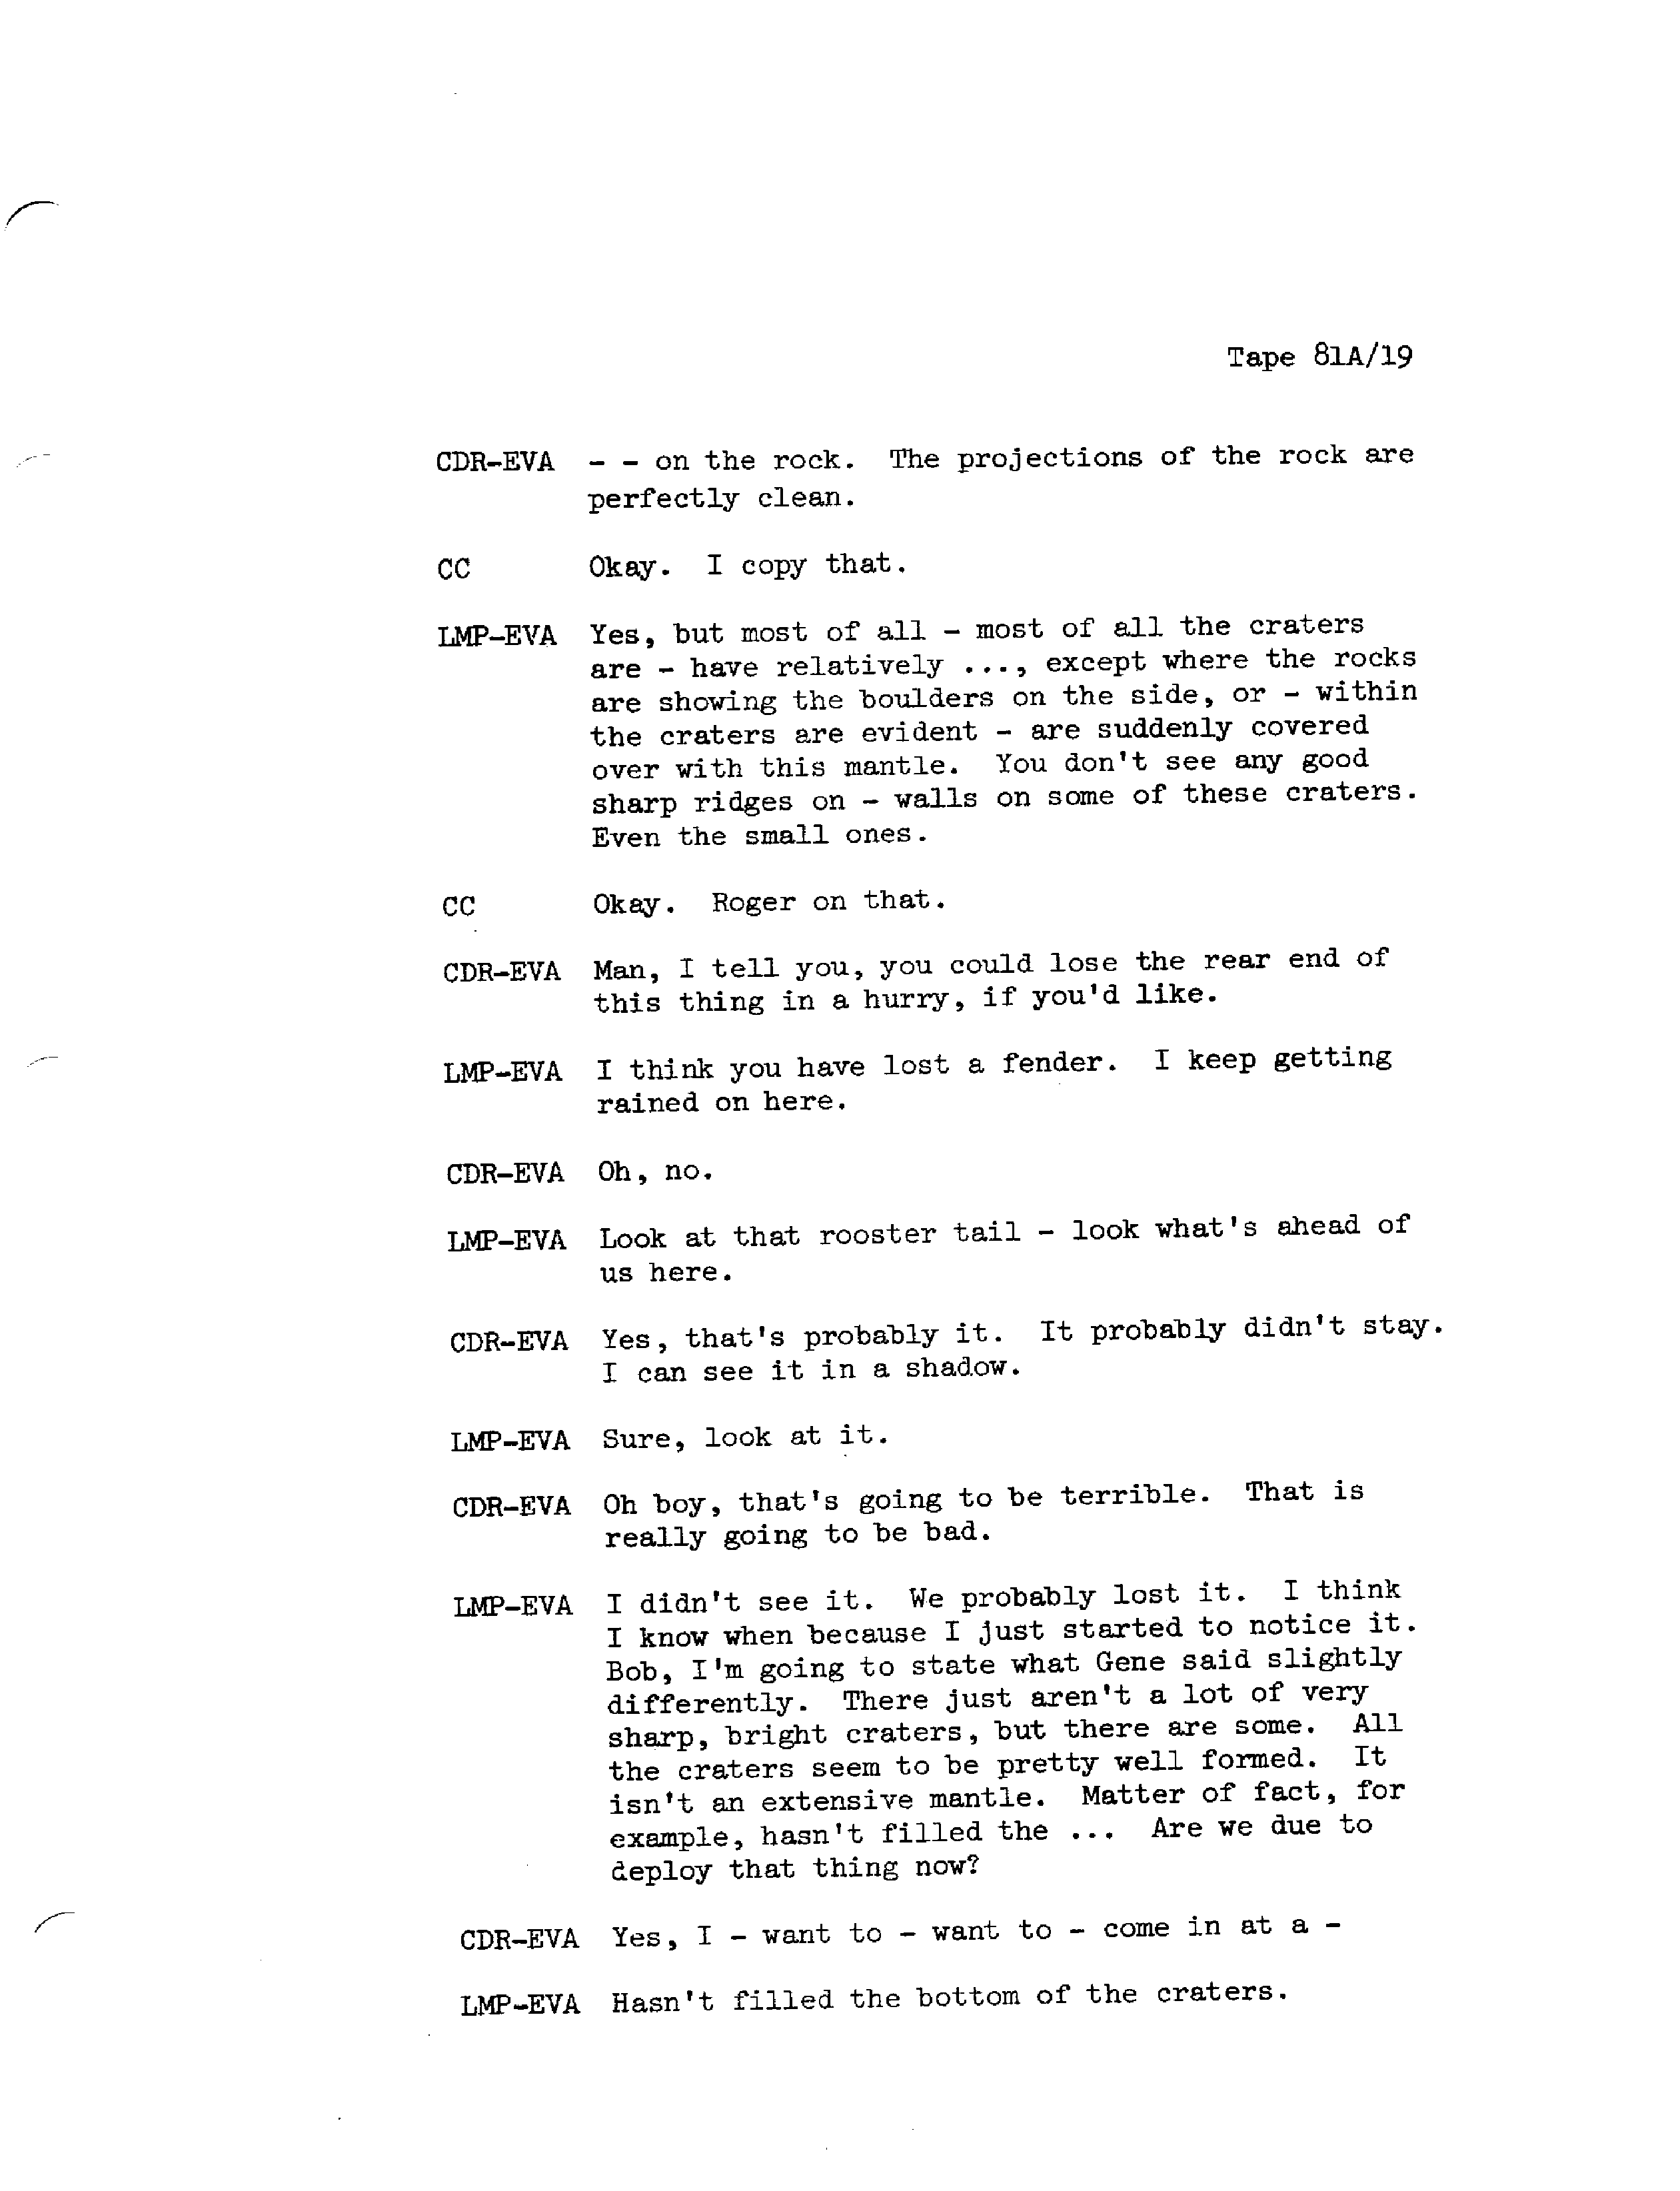 Tape 81A/19
CDR-EVA - - on the rock. The projections of the rock are
perfectly clean.
CC Okay. I copy that.
LMP-EVA Yes, but most of all - most of all the craters
are - have relatively ..., except where the rocks
are showing the boulders on the side, or - within
the craters are evident - are suddenly covered
over with this mantle. You don't see any good
sharp ridges on - walls on some of these craters.
Even the small ones.
CC Okay. Roger on that.
CDR-EVA Man, I tell you, you could lose the rear end of
this thing in a hurry, if you'd like.
LMP-EVA I think you have lost a fender. I keep getting
rained on here.
CDR-EVA Oh, no.
LMP-EVA Look at that rooster tail - look what's ahead of
us here.
CDR-EVA Yes, that's probably it. It probably didn't stay.
I can see it in a shadow.
LMP-EVA Sure, look at it.
CDR-EVA Oh boy, that's going to be terrible. That is
really going to be bad.
LMP-EVA I didn't see it. We probably lost it. I think
I know when because I just started to notice it.
Bob, I'm going to state what Gene said slightly
differently. There just aren't a lot of very
sharp, bright craters, but there are some. All
the craters seem to be pretty well formed. It
isn't an extensive mantle. Matter of fact, for
example, hasn't filled the ... Are we due to
deploy that thing now?
CDR-EVA Yes, I - want to - want to - come in at a -
LMP-EVA Hasn't filled the bottom of the craters.